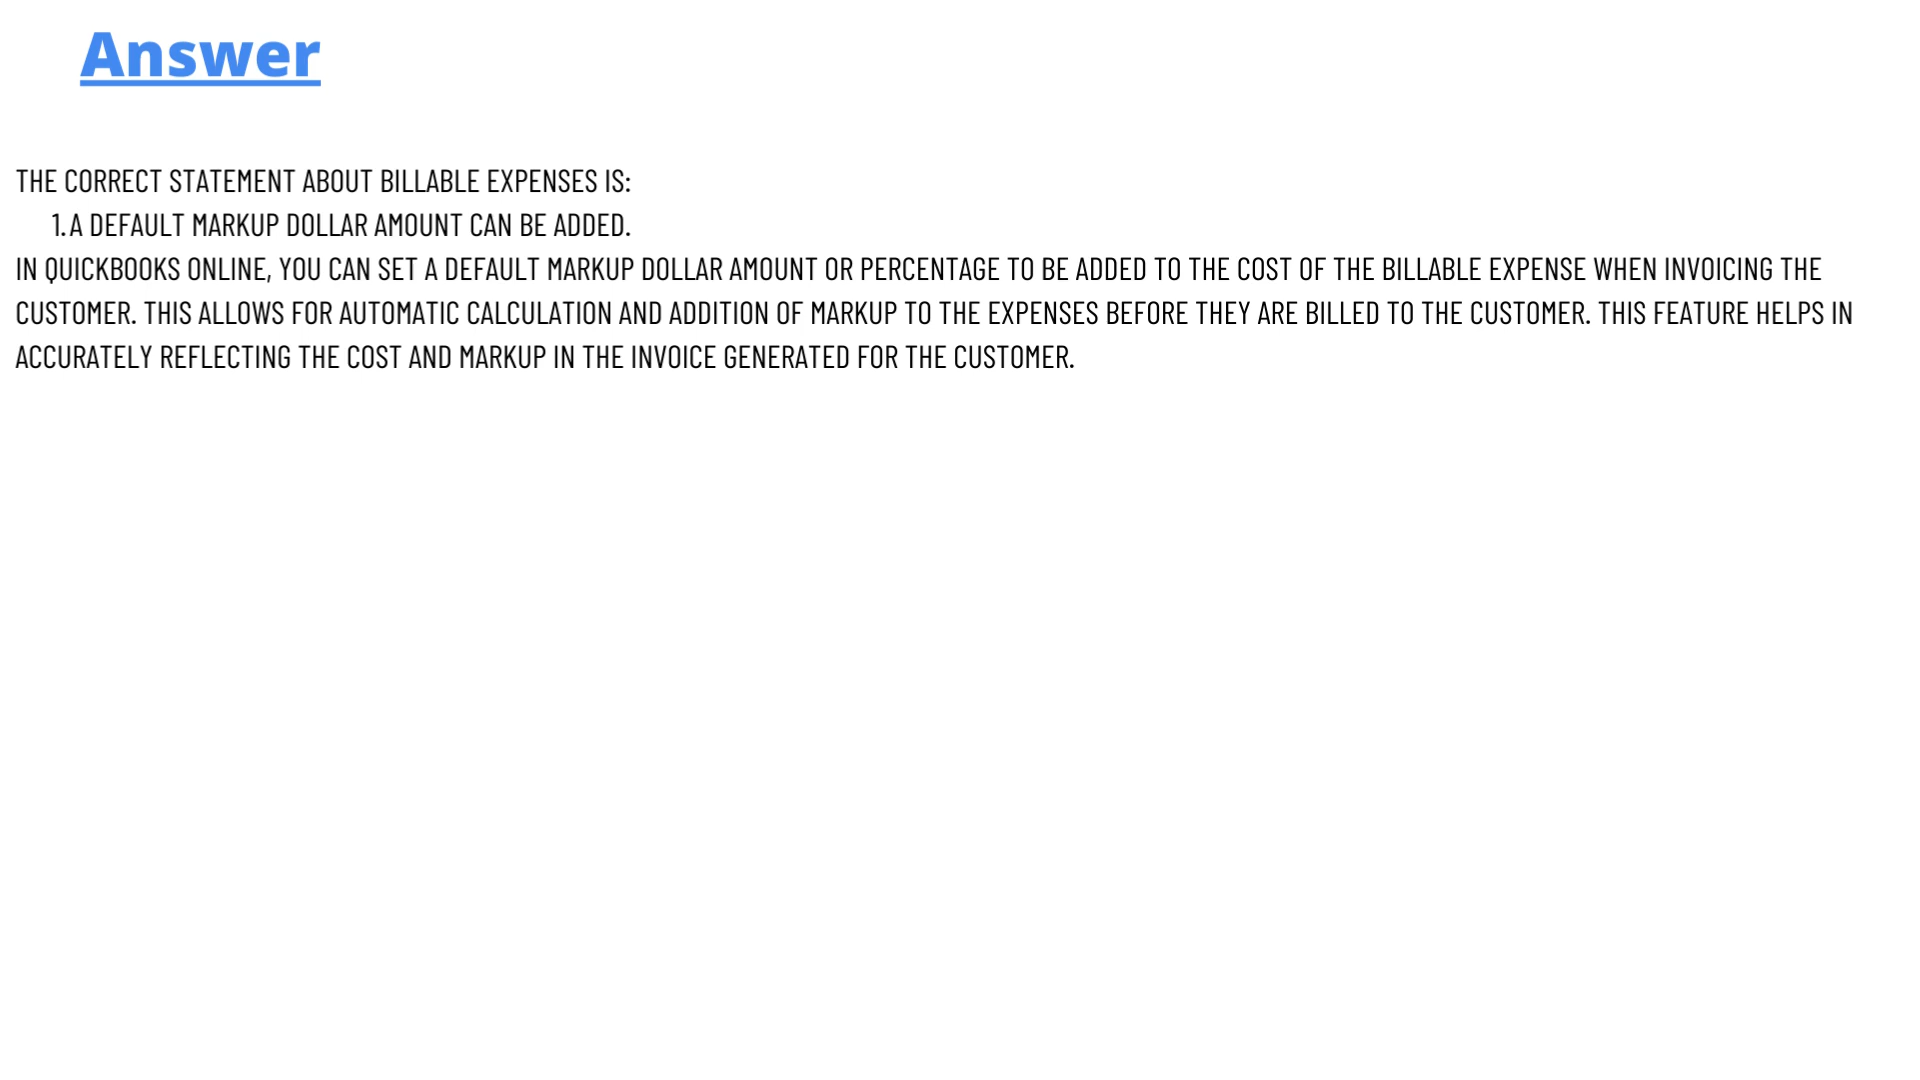 Answer
THE CORRECT STATEMENT ABOUT BILLABLE EXPENSES IS:
1. A DEFAULT MARKUP DOLLAR AMOUNT CAN BE ADDED.
IN QUICKBOOKS ONLINE, YOU CAN SET A DEFAULT MARKUP DOLLAR AMOUNT OR PERCENTAGE TO BE ADDED TO THE COST OF THE BILLABLE EXPENSE WHEN INVOICING THE
CUSTOMER. THIS ALLOWS FOR AUTOMATIC CALCULATION AND ADDITION OF MARKUP TO THE EXPENSES BEFORE THEY ARE BILLED TO THE CUSTOMER. THIS FEATURE HELPS IN
ACCURATELY REFLECTING THE COST AND MARKUP IN THE INVOICE GENERATED FOR THE CUSTOMER.